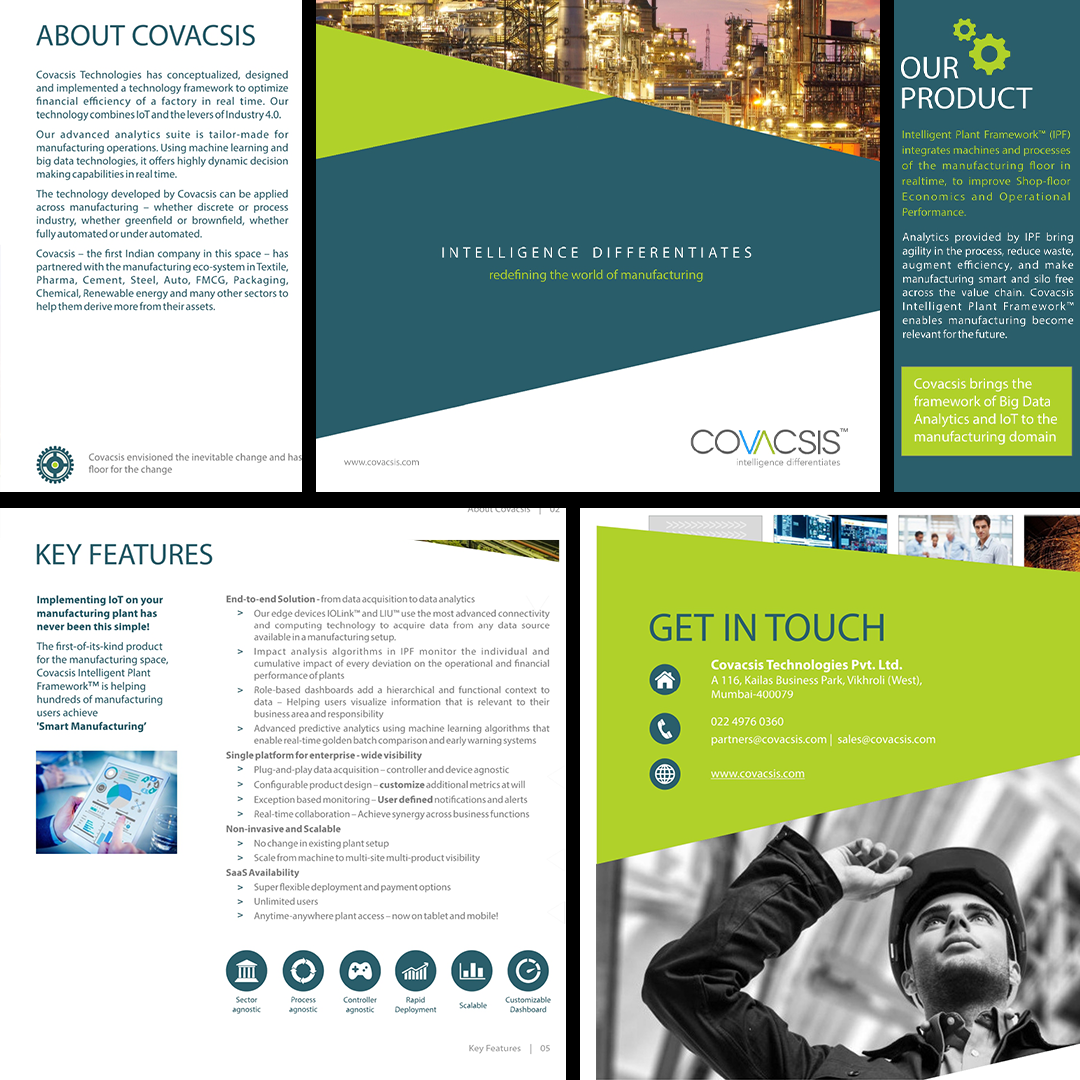 ABOUT COVACSIS
Covacsis Technologies has conceptualized, designed
and implemented a technology framework to optimize
financial efficiency of a factory in real time. Our
technology combines IoT and the levers of Industry 4.0.
Our advanced analytics suite is tailor-made for
manufacturing operations. Using machine learning and
big data technologies, it offers highly dynamic decision
making capabilities in real time.
The technology developed by Covacsis can be applied
across manufacturing – whether discrete or process
industry, whether greenfield or brownfield, whether
fully automated or under automated.
Covacsis – the first Indian company in this space – has
partnered with the manufacturing eco-system in Textile,
Pharma, Cement, Steel, Auto, FMCG, Packaging,
Chemical, Renewable energy and many other sectors to
help them derive more from their assets.
Covacsis envisioned the inevitable change and has
floor for the change
INTELLIGENCE DIFFERENTIATES
redefining the world of manufacturing
www.covacsis.com
COVACSIS™
intelligence differentiates
OUR
PRODUCT
Intelligent Plant Framework™ (IPF)
integrates machines and processes
of the manufacturing floor in
realtime, to improve Shop-floor
Economics and Operational
Performance.
Analytics provided by IPF bring
agility in the process, reduce waste,
augment efficiency, and make
manufacturing smart and silo free
across the value chain. Covacsis
Intelligent Plant Framework™
enables manufacturing become
relevant for the future.
Covacsis brings the
framework of Big Data
Analytics and IoT to the
manufacturing domain
About Covacsis | 02
KEY FEATURES
Implementing IoT on your
manufacturing plant has
never been this simple!
The first-of-its-kind product
for the manufacturing space,
Covacsis Intelligent Plant
Framework™ is helping
hundreds of manufacturing
users achieve
'Smart Manufacturing’
End-to-end Solution - from data acquisition to data analytics
> Our edge devices IOLink™ and LIU™ use the most advanced connectivity
and computing technology to acquire data from any data source
available in a manufacturing setup.
> Impact analysis algorithms in IPF monitor the individual and
cumulative impact of every deviation on the operational and financial
performance of plants
> Role-based dashboards add a hierarchical and functional context to
data – Helping users visualize information that is relevant to their
business area and responsibility
> Advanced predictive analytics using machine learning algorithms that
enable real-time golden batch comparison and early warning systems
Single platform for enterprise - wide visibility
> Plug-and-play data acquisition – controller and device agnostic
> Configurable product design – customize additional metrics at will
> Exception based monitoring – User defined notifications and alerts
> Real-time collaboration – Achieve synergy across business functions
Non-invasive and Scalable
> No change in existing plant setup
> Scale from machine to multi-site multi-product visibility
SaaS Availability
> Super flexible deployment and payment options
> Unlimited users
> Anytime-anywhere plant access – now on tablet and mobile!
Sector
agnostic
Process
agnostic
Controller
agnostic
Rapid
Deployment
Scalable
Customizable
Dashboard
Key Features | 05
GET IN TOUCH
Covacsis Technologies Pvt. Ltd.
A 116, Kailas Business Park, Vikhroli (West),
Mumbai-400079
022 4976 0360
partners@covacsis.com | sales@covacsis.com
www.covacsis.com